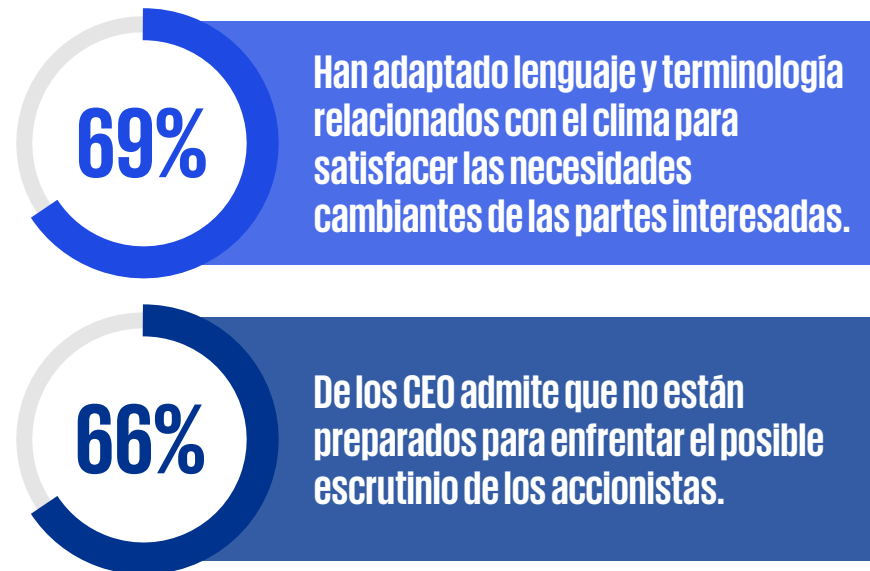 69%
Han adaptado lenguaje y terminología
relacionados con el clima para
satisfacer las necesidades
cambiantes de las partes interesadas.
66%
De los CEO admite que no están
preparados para enfrentar el posible
escrutinio de los accionistas.